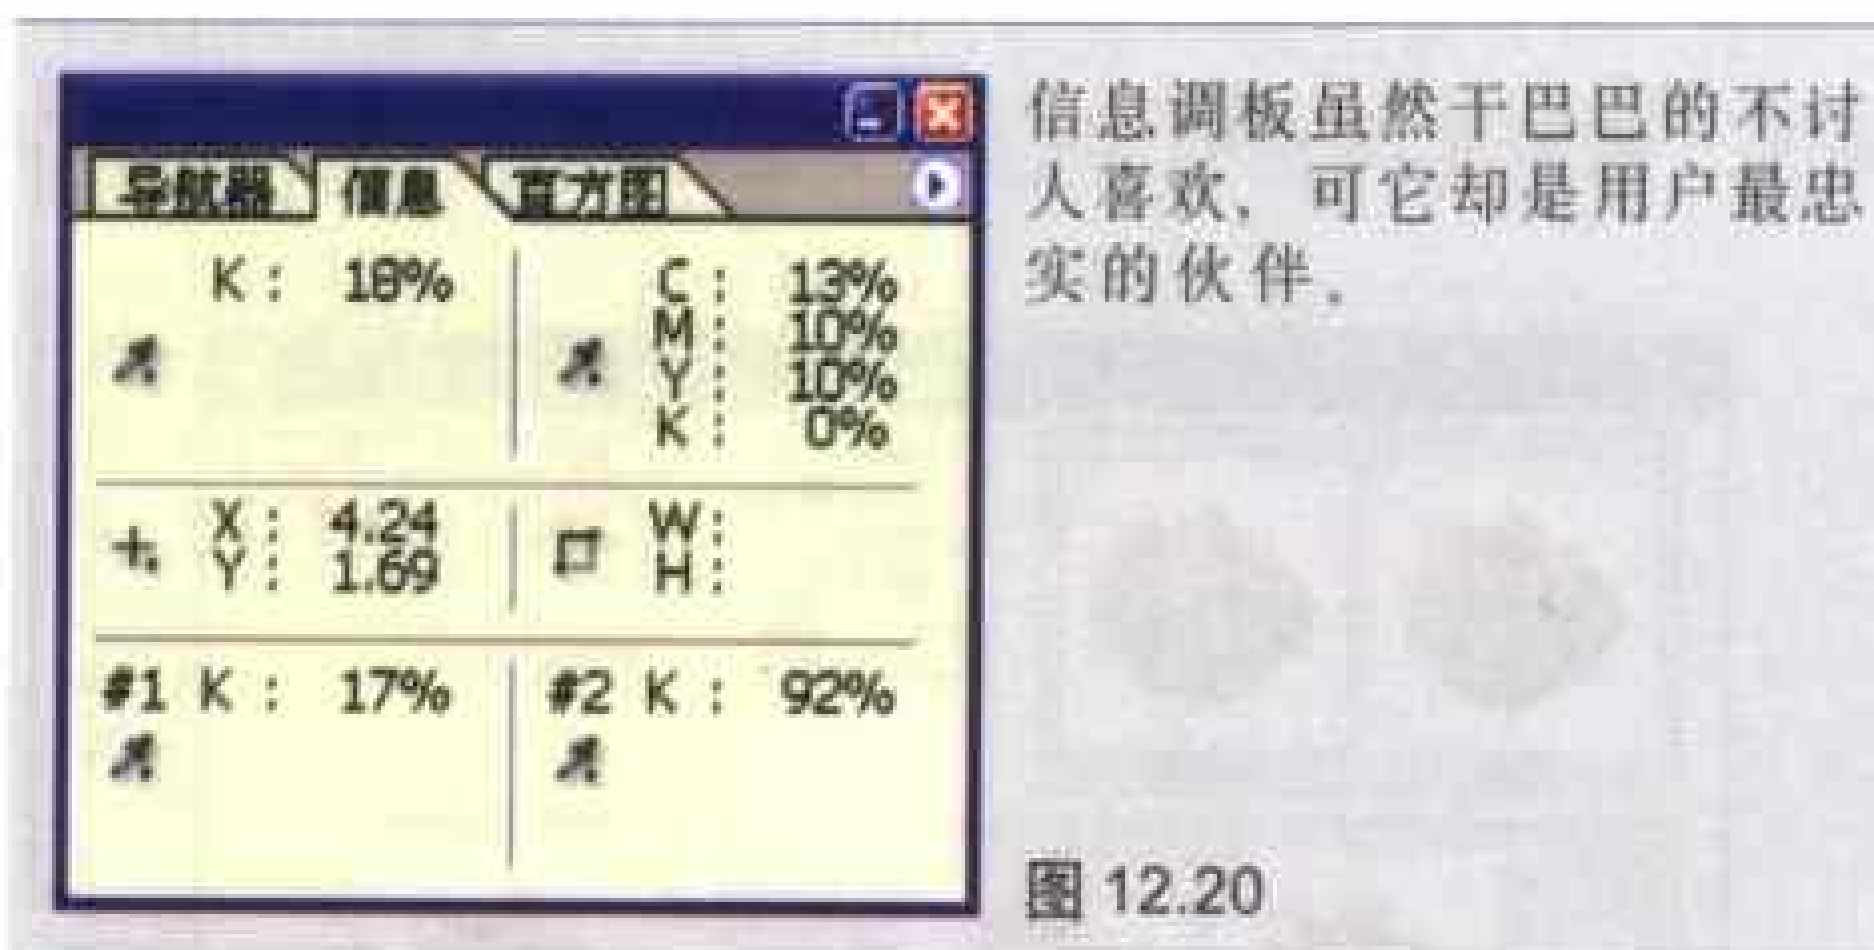 导航器 信息 直方图
K : 18%
C : 13%
M : 10%
Y : 10%
K : 0%
X : 4.24
Y : 1.69
W :
H :
#1 K : 17%
#2 K : 92%
信息调板虽然干巴巴的不讨
人喜欢，可它却是用户最忠
实的伙伴。
图 12.20